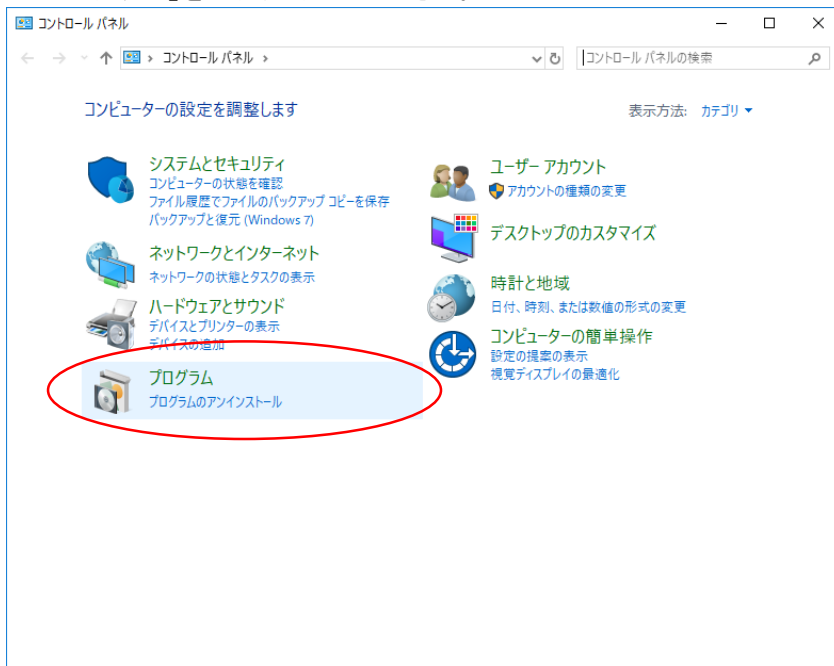 コントロール パネル
コントロール パネル
コントロール パネルの検索
コンピューターの設定を調整します
表示方法: カテゴリ
システムとセキュリティ
コンピューターの状態を確認
ファイル履歴でファイルのバックアップ コピーを保存
バックアップと復元 (Windows 7)
ネットワークとインターネット
ネットワークの状態とタスクの表示
ハードウェアとサウンド
デバイスとプリンターの表示
デバイスの追加
プログラム
プログラムのアンインストール
ユーザー アカウント
アカウントの種類の変更
デスクトップのカスタマイズ
時計と地域
日付、時刻、または数値の形式の変更
コンピューターの簡単操作
設定の提案の表示
視覚ディスプレイの最適化